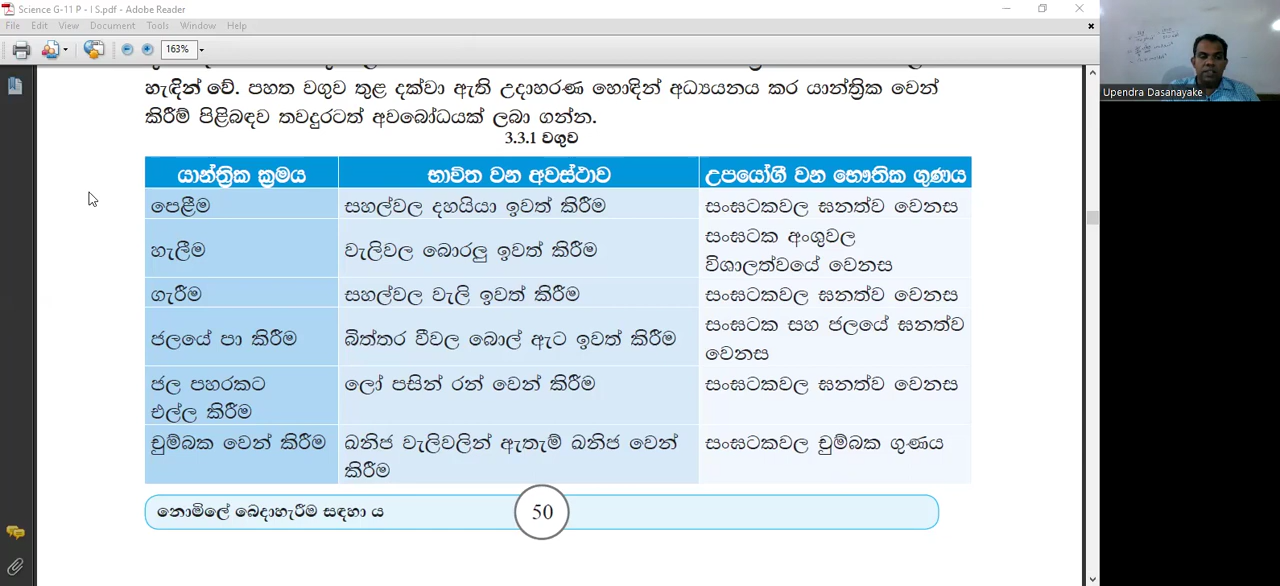 Science G-11 P - I S.pdf - Adobe Reader
File Edit View Document Tools Window Help
163%
හැඳින් වේ. පහත වගුව තුළ දක්වා ඇති උදාහරණ හොඳින් අධ්‍යයනය කර යාන්ත්‍රික වෙන්
කිරීම් පිළිබඳව තවදුරටත් අවබෝධයක් ලබා ගන්න.
3.3.1 වගුව
යාන්ත්‍රික ක්‍රමය භාවිත වන අවස්ථාව උපයෝගී වන භෞතික ගුණය
පෙළීම සහල්වල දහයියා ඉවත් කිරීම සංඝටකවල ඝනත්ව වෙනස
හැලීම වැලිවල බොරලු ඉවත් කිරීම සංඝටක අංශුවල
විශාලත්වයේ වෙනස
ගැරීම සහල්වල වැලි ඉවත් කිරීම සංඝටකවල ඝනත්ව වෙනස
ජලයේ පා කිරීම බිත්තර වීවල බොල් ඇට ඉවත් කිරීම සංඝටක සහ ජලයේ ඝනත්ව
වෙනස
ජල පහරකට ලෝ පසින් රන් වෙන් කිරීම සංඝටකවල ඝනත්ව වෙනස
එල්ල කිරීම
චුම්බක වෙන් කිරීම ඛනිජ වැලිවලින් ඇතැම් ඛනිජ වෙන් සංඝටකවල චුම්බක ගුණය
කිරීම
නොමිලේ බෙදාහැරීම සඳහා ය 50
Upendra Dasanayake